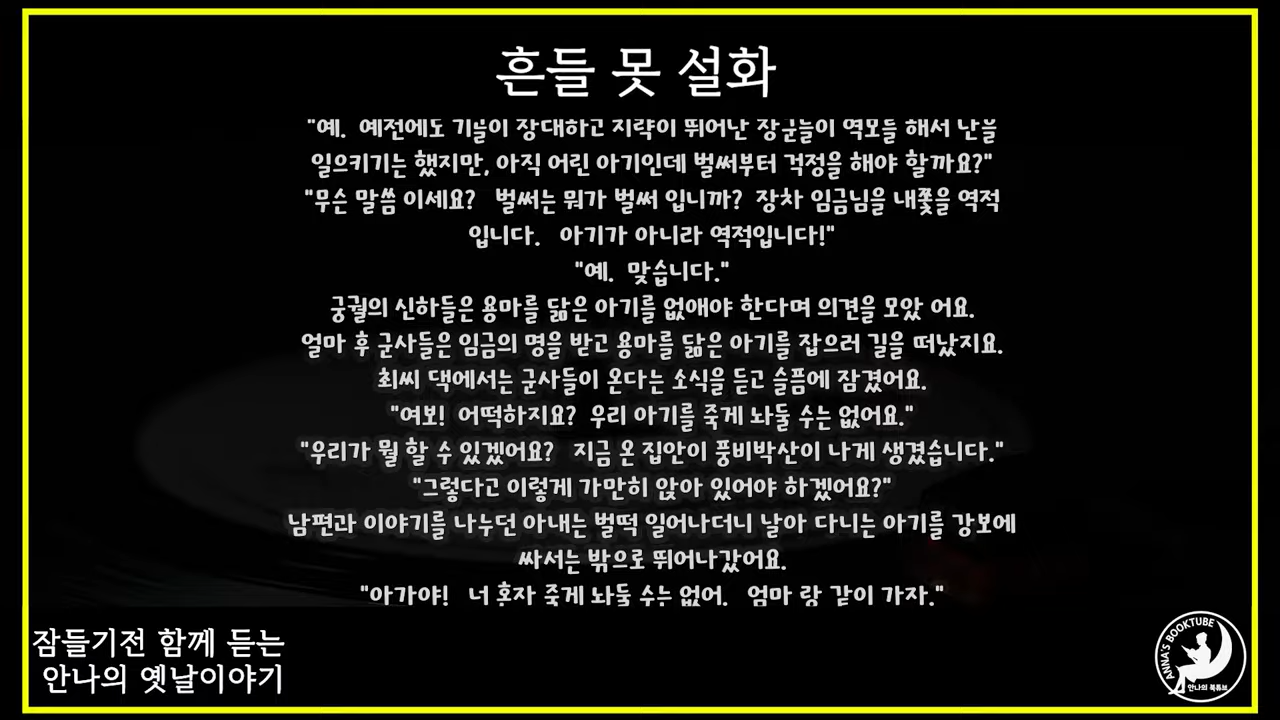 흔들 못 설화
"예. 예전에도 기골이 장대하고 지략이 뛰어난 장군들이 역모를 해서 난을
일으키기는 했지만, 아직 어린 아기인데 벌써부터 걱정을 해야 할까요?"
"무슨 말씀 이세요? 벌써는 뭐가 벌써 입니까? 장차 임금님을 내쫓을 역적
입니다. 아기가 아니라 역적입니다!"
"예. 맞습니다."
궁궐의 신하들은 용마를 닮은 아기를 없애야 한다며 의견을 모았 어요.
얼마 후 군사들은 임금의 명을 받고 용마를 닮은 아기를 잡으러 길을 떠났지요.
최씨 댁에서는 군사들이 온다는 소식을 듣고 슬픔에 잠겼어요.
"여보! 어떡하지요? 우리 아기를 죽게 놔둘 수는 없어요."
"우리가 뭘 할 수 있겠어요? 지금 온 집안이 풍비박산이 나게 생겼습니다."
"그렇다고 이렇게 가만히 앉아 있어야 하겠어요?"
남편과 이야기를 나누던 아내는 벌떡 일어나더니 날아 다니는 아기를 강보에
싸서는 밖으로 뛰어나갔어요.
"아가야! 너 혼자 죽게 놔둘 수는 없어. 엄마 랑 같이 가자."
잠들기전 함께 듣는
안나의 옛날이야기
ANNA'S BOOKTUBE
안나의 북튜브